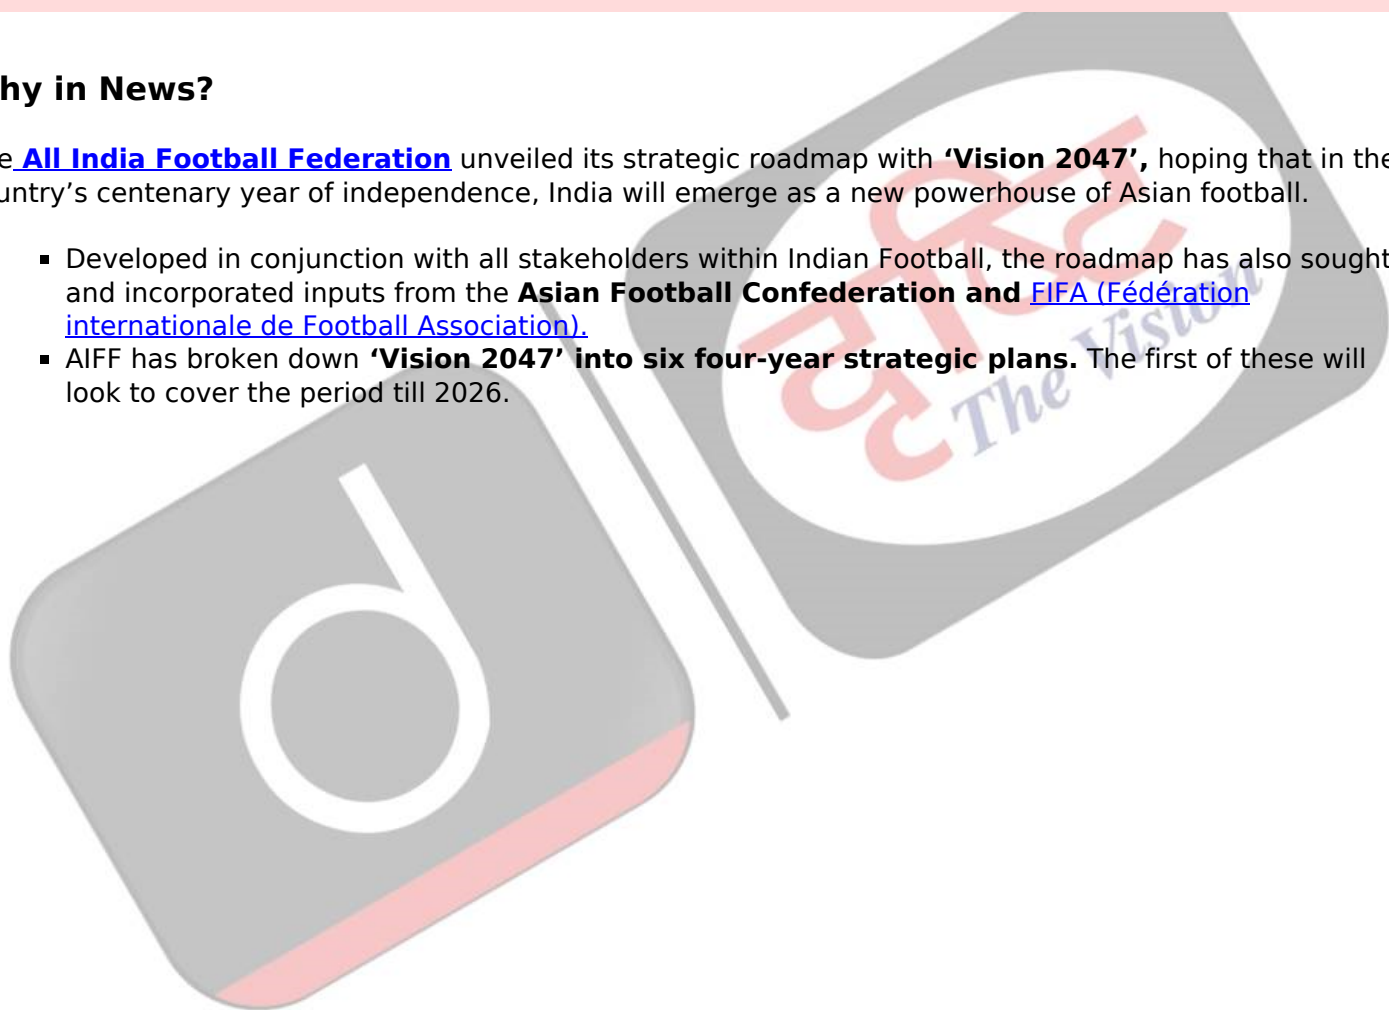 hy in News?
e All India Football Federation unveiled its strategic roadmap with ‘Vision 2047’, hoping that in the
untry’s centenary year of independence, India will emerge as a new powerhouse of Asian football.
▪ Developed in conjunction with all stakeholders within Indian Football, the roadmap has also sought
and incorporated inputs from the Asian Football Confederation and FIFA (Fédération
internationale de Football Association).
▪ AIFF has broken down ‘Vision 2047’ into six four-year strategic plans. The first of these will
look to cover the period till 2026.
दृष्टि
The Vision
d